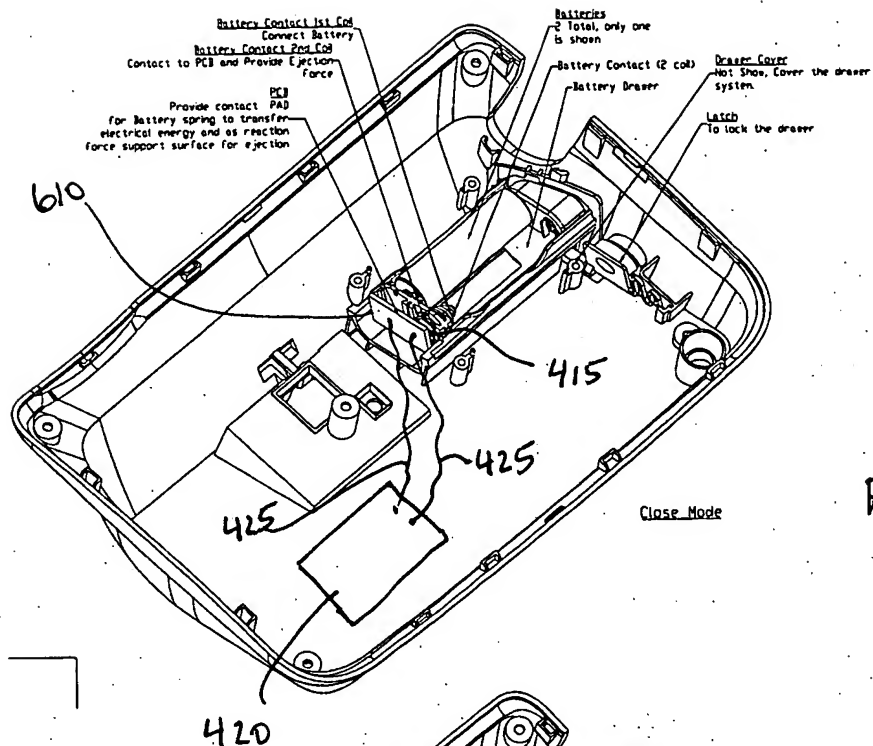 Battery Contact 1st Coil
Connect Battery
Battery Contact 2nd Coil
Contact to PCB and Provide Ejection
Force
PCB
Provide contact PAD
for Battery spring to transfer
electrical energy and as reaction
force support surface for ejection
Batteries
2 Total, only one
is shown
Battery Contact (2 coil)
Battery Drawer
Drawer Cover
Not Show, Cover the drawer
system
Latch
To lock the drawer
610
415
425
425
Close Mode
420